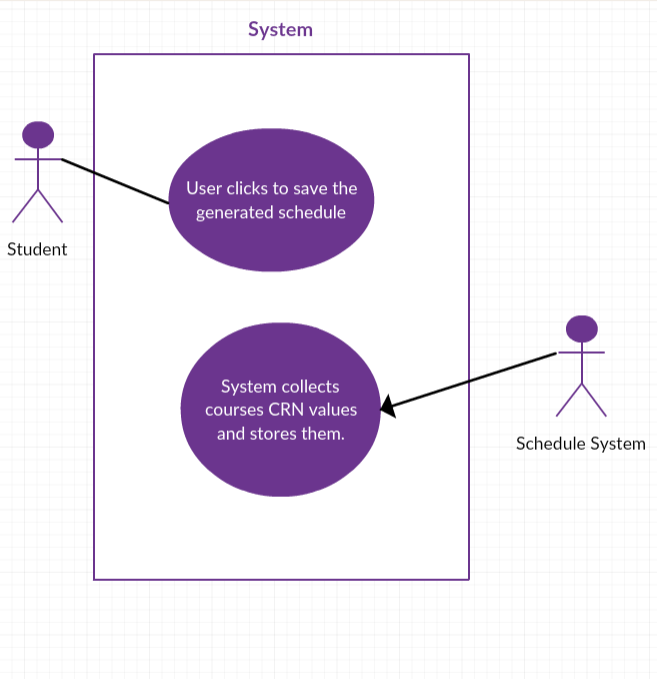 System
User clicks to save the
generated schedule
Student
System collects
courses CRN values
and stores them.
Schedule System